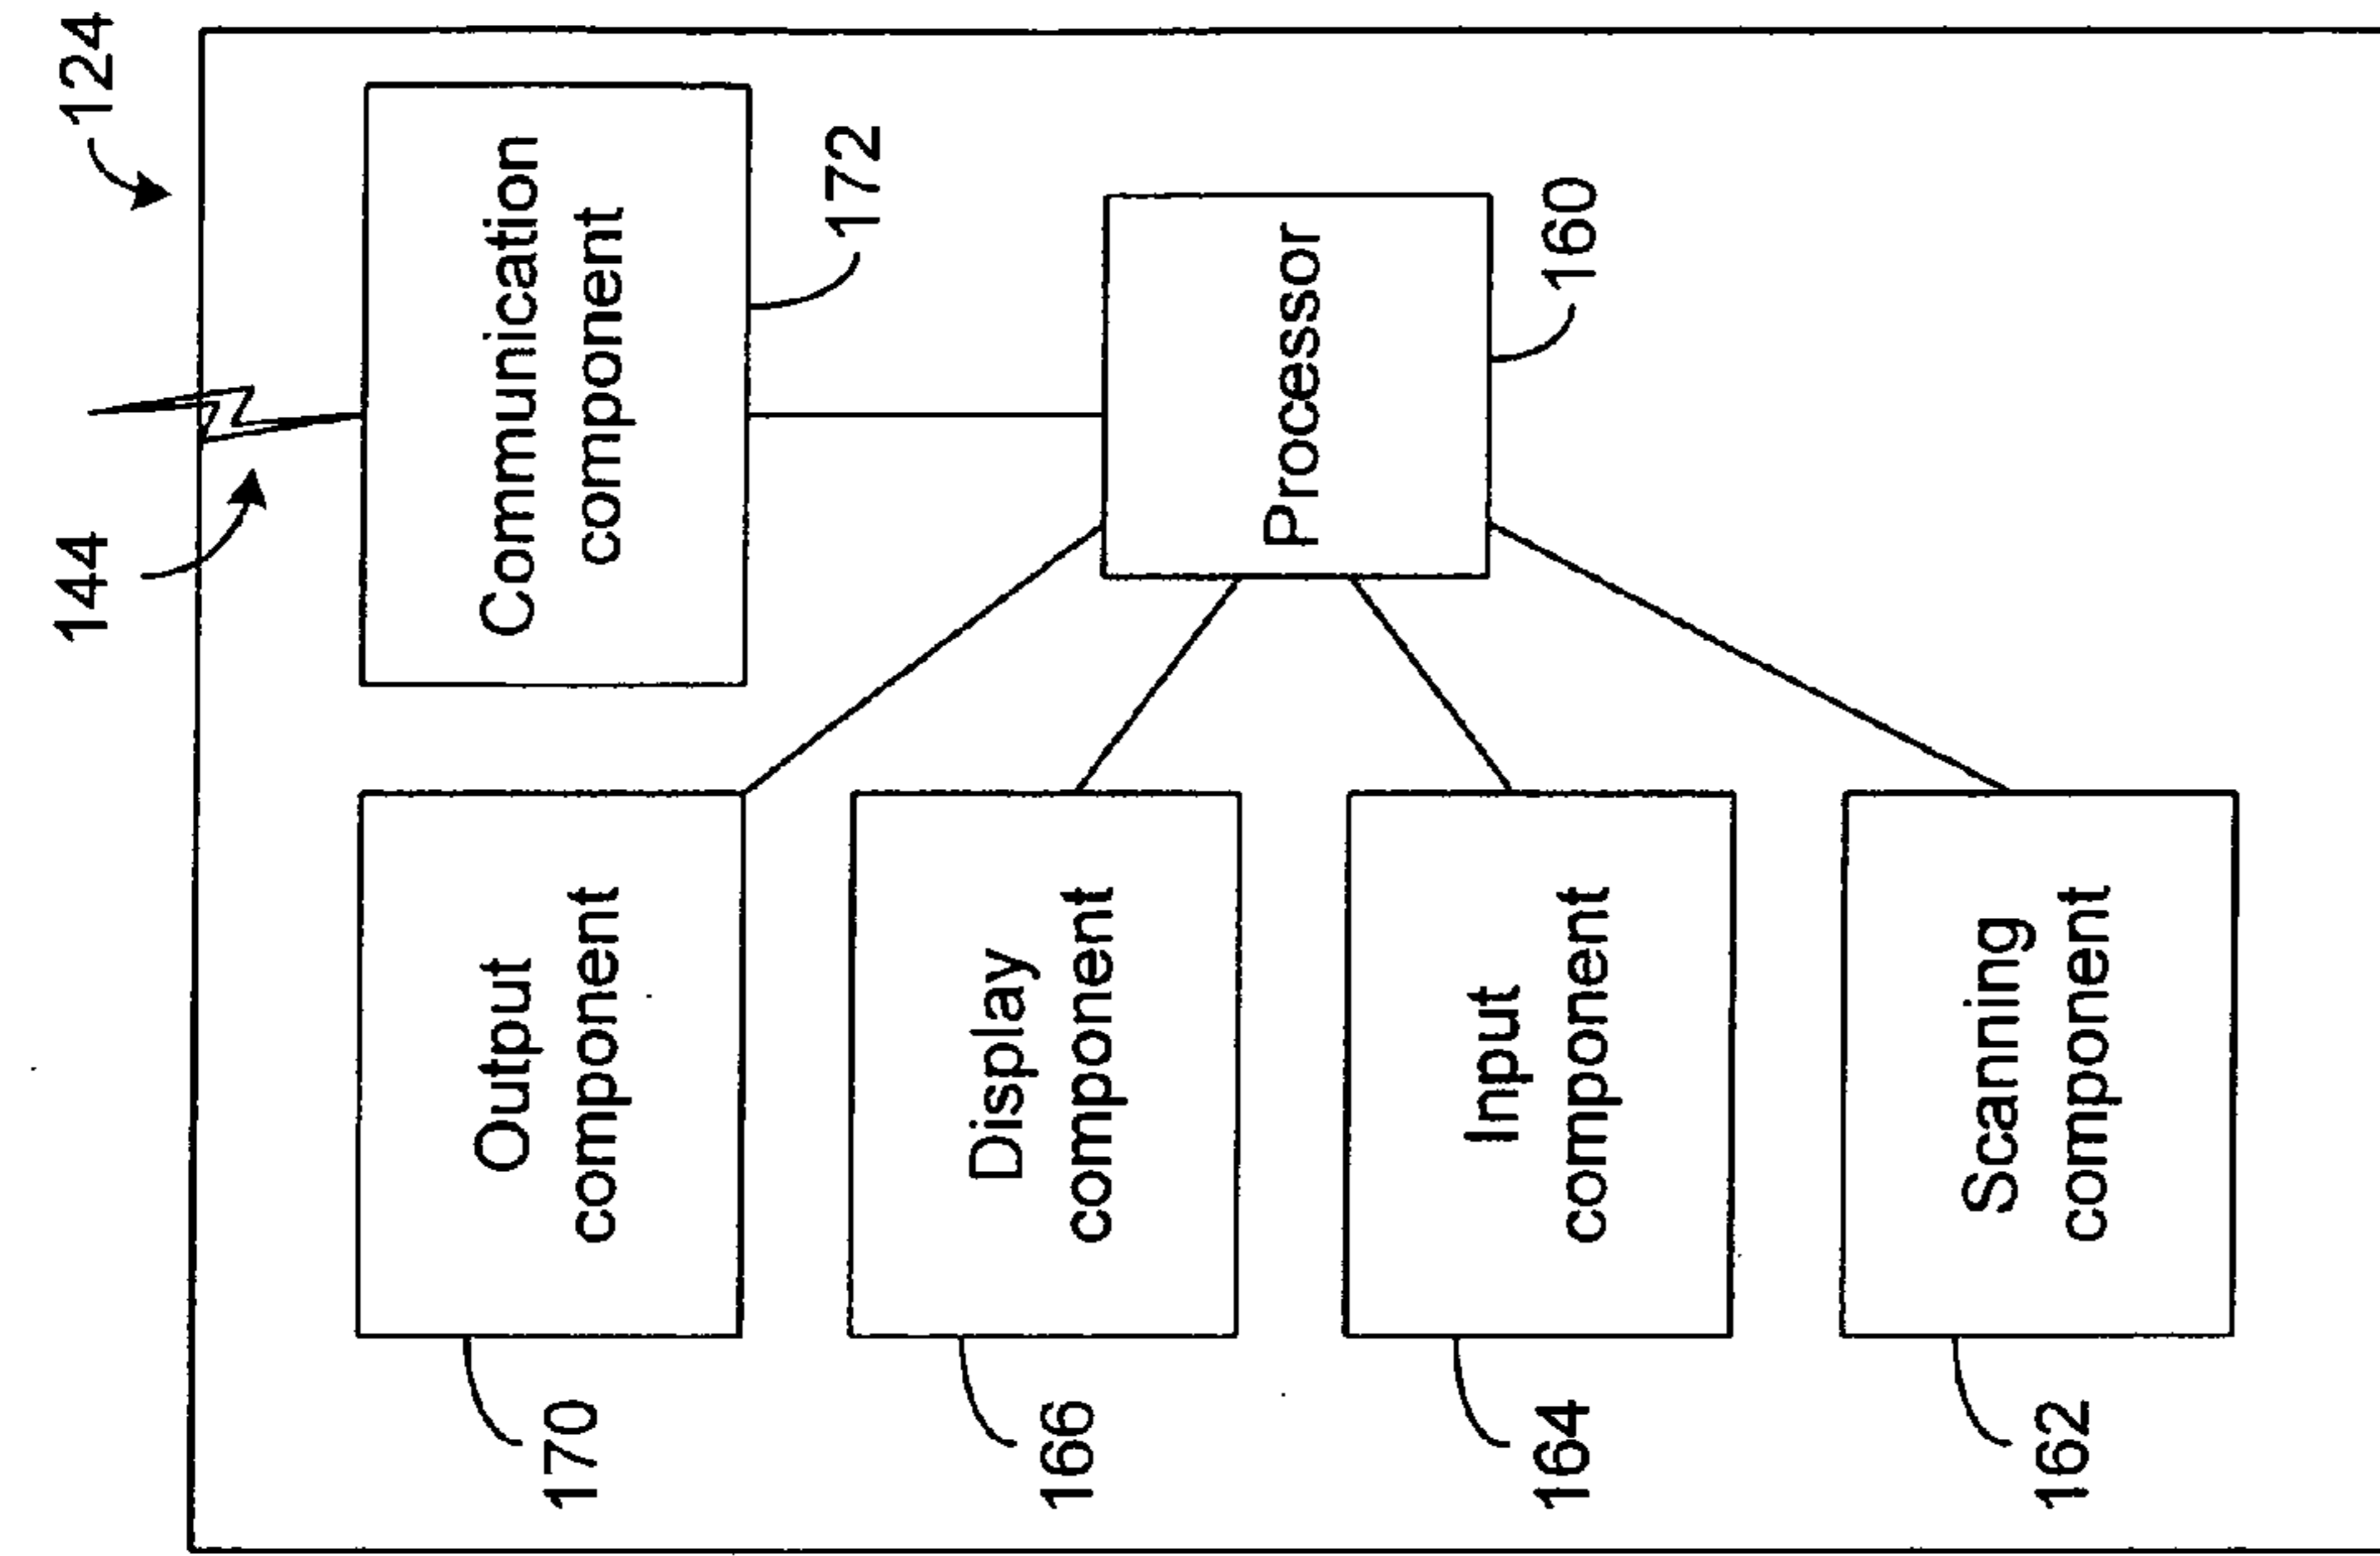 144
124
Output
component
170
Communication
component
172
Display
component
166
Processor
160
Input
component
164
Scanning
component
162